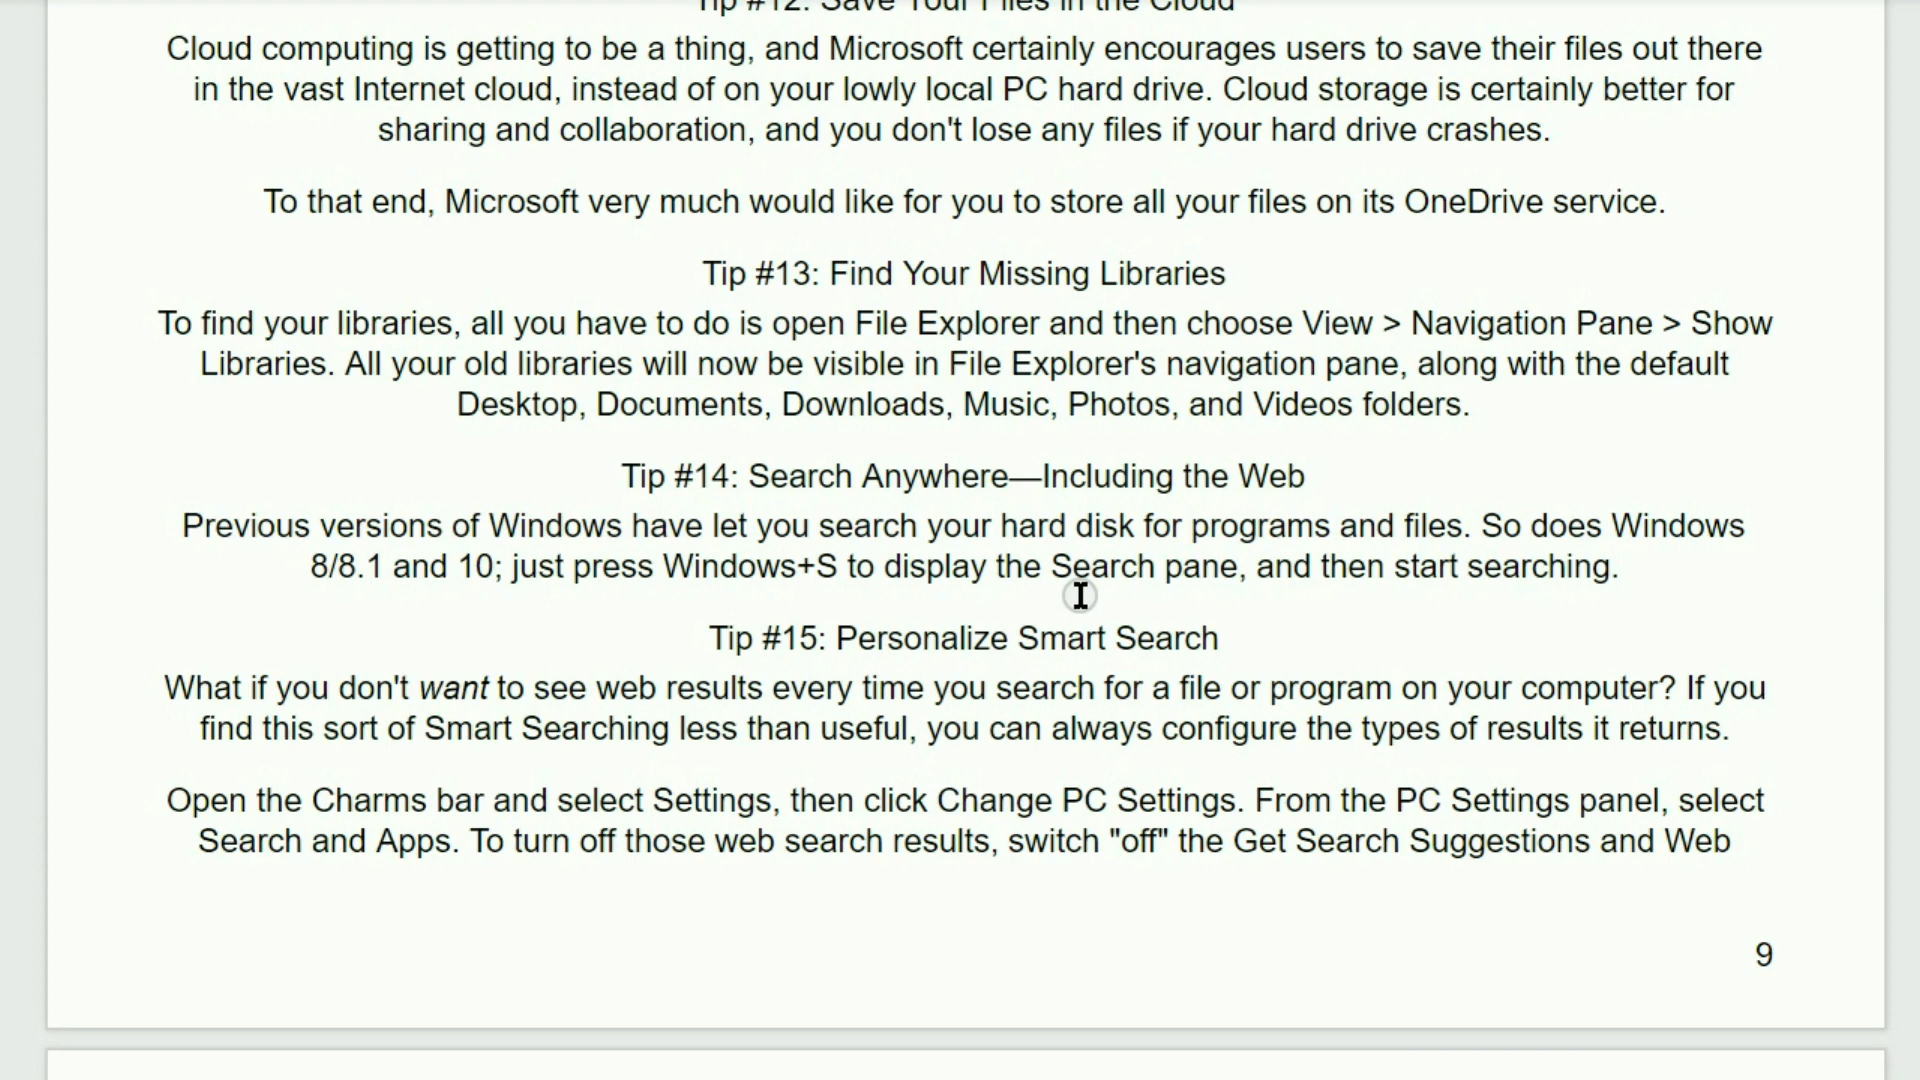 Tip #12: Save Your Files in the Cloud
Cloud computing is getting to be a thing, and Microsoft certainly encourages users to save their files out there
in the vast Internet cloud, instead of on your lowly local PC hard drive. Cloud storage is certainly better for
sharing and collaboration, and you don't lose any files if your hard drive crashes.
To that end, Microsoft very much would like for you to store all your files on its OneDrive service.
Tip #13: Find Your Missing Libraries
To find your libraries, all you have to do is open File Explorer and then choose View > Navigation Pane > Show
Libraries. All your old libraries will now be visible in File Explorer's navigation pane, along with the default
Desktop, Documents, Downloads, Music, Photos, and Videos folders.
Tip #14: Search Anywhere—Including the Web
Previous versions of Windows have let you search your hard disk for programs and files. So does Windows
8/8.1 and 10; just press Windows+S to display the Search pane, and then start searching.
Tip #15: Personalize Smart Search
What if you don't want to see web results every time you search for a file or program on your computer? If you
find this sort of Smart Searching less than useful, you can always configure the types of results it returns.
Open the Charms bar and select Settings, then click Change PC Settings. From the PC Settings panel, select
Search and Apps. To turn off those web search results, switch "off" the Get Search Suggestions and Web
9